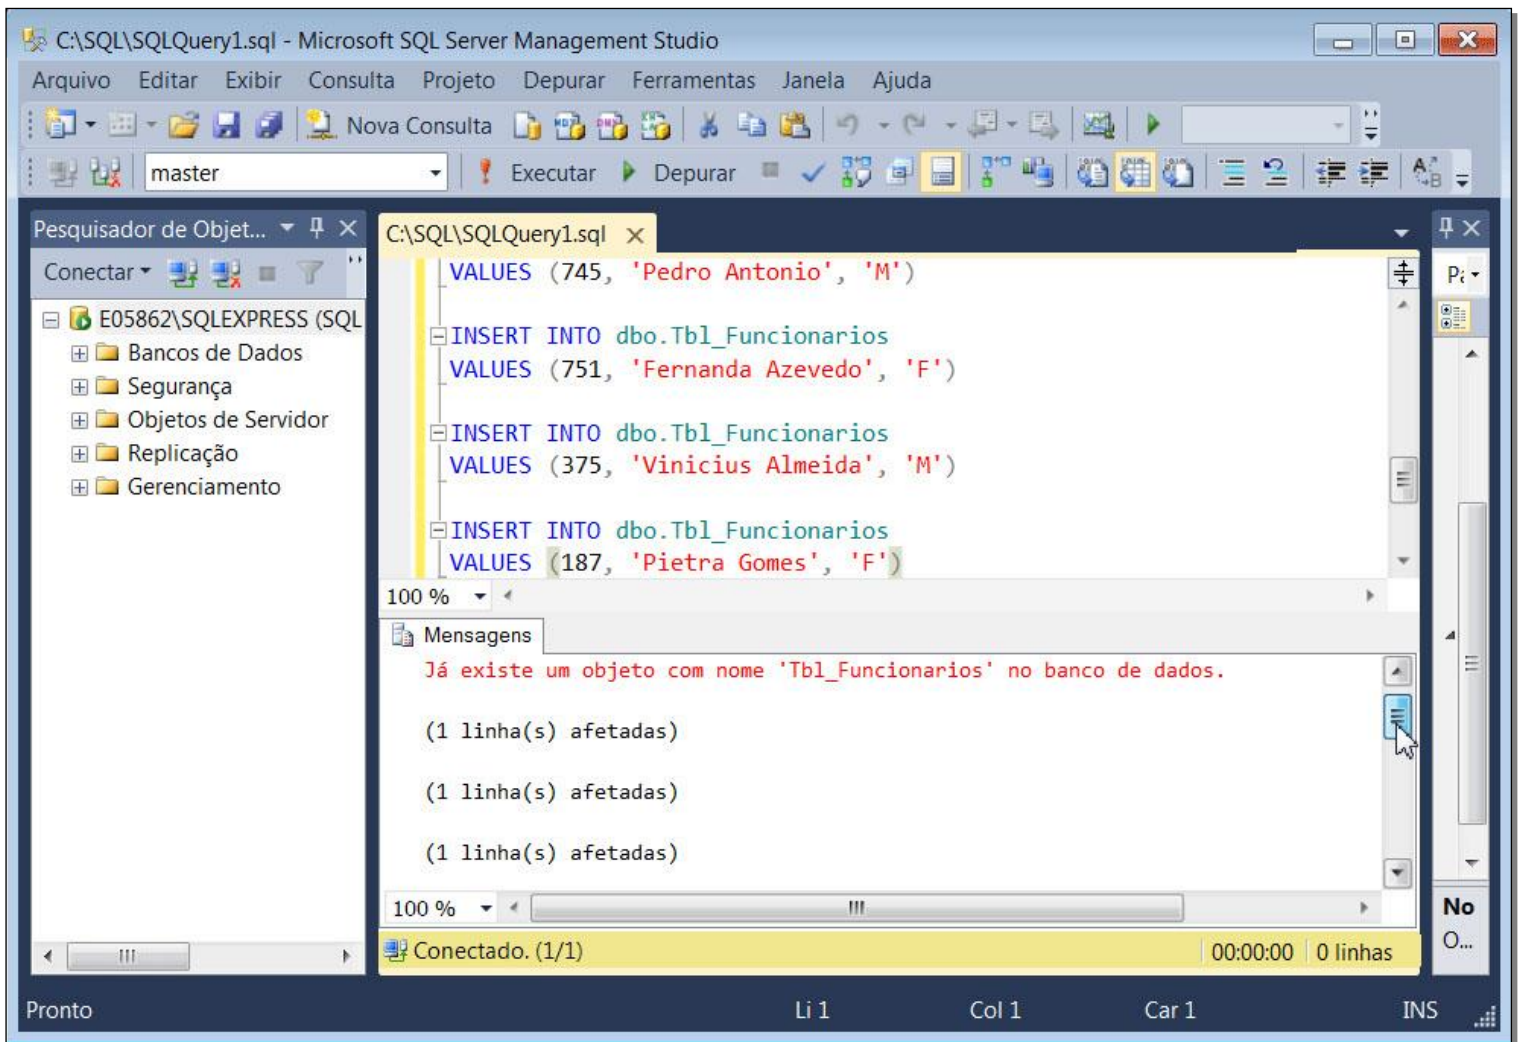 C:\SQL\SQLQuery1.sql - Microsoft SQL Server Management Studio
Arquivo Editar Exibir Consulta Projeto Depurar Ferramentas Janela Ajuda
Nova Consulta
master Executar Depurar
Pesquisador de Objet...
Conectar
E05862\SQLEXPRESS (SQL
Bancos de Dados
Segurança
Objetos de Servidor
Replicação
Gerenciamento
C:\SQL\SQLQuery1.sql
VALUES (745, 'Pedro Antonio', 'M')
INSERT INTO dbo.Tbl_Funcionarios
VALUES (751, 'Fernanda Azevedo', 'F')
INSERT INTO dbo.Tbl_Funcionarios
VALUES (375, 'Vinicius Almeida', 'M')
INSERT INTO dbo.Tbl_Funcionarios
VALUES (187, 'Pietra Gomes', 'F')
100 %
Mensagens
Já existe um objeto com nome 'Tbl_Funcionarios' no banco de dados.
(1 linha(s) afetadas)
(1 linha(s) afetadas)
(1 linha(s) afetadas)
100 %
Conectado. (1/1) 00:00:00 0 linhas
No
O...
Pronto Li 1 Col 1 Car 1 INS